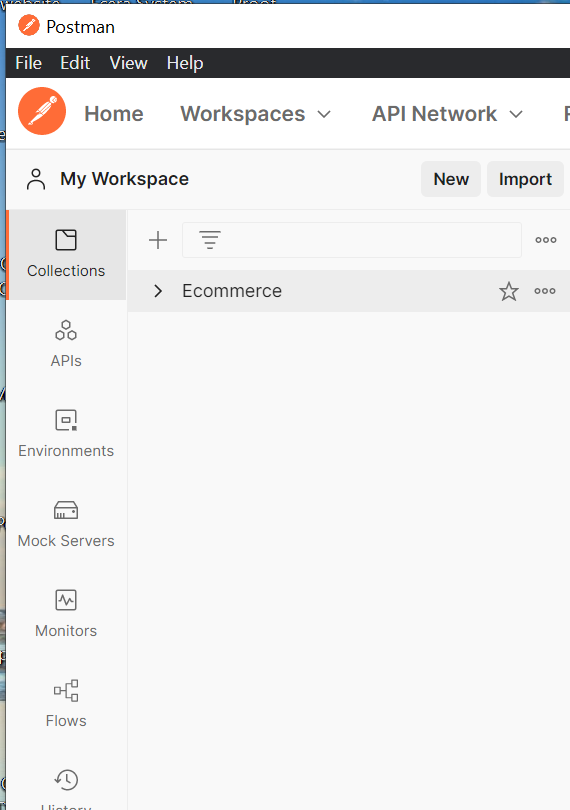 Postman
File Edit View Help
Home Workspaces API Network
My Workspace New Import
Collections
Ecommerce
APIs
Environments
Mock Servers
Monitors
Flows
History